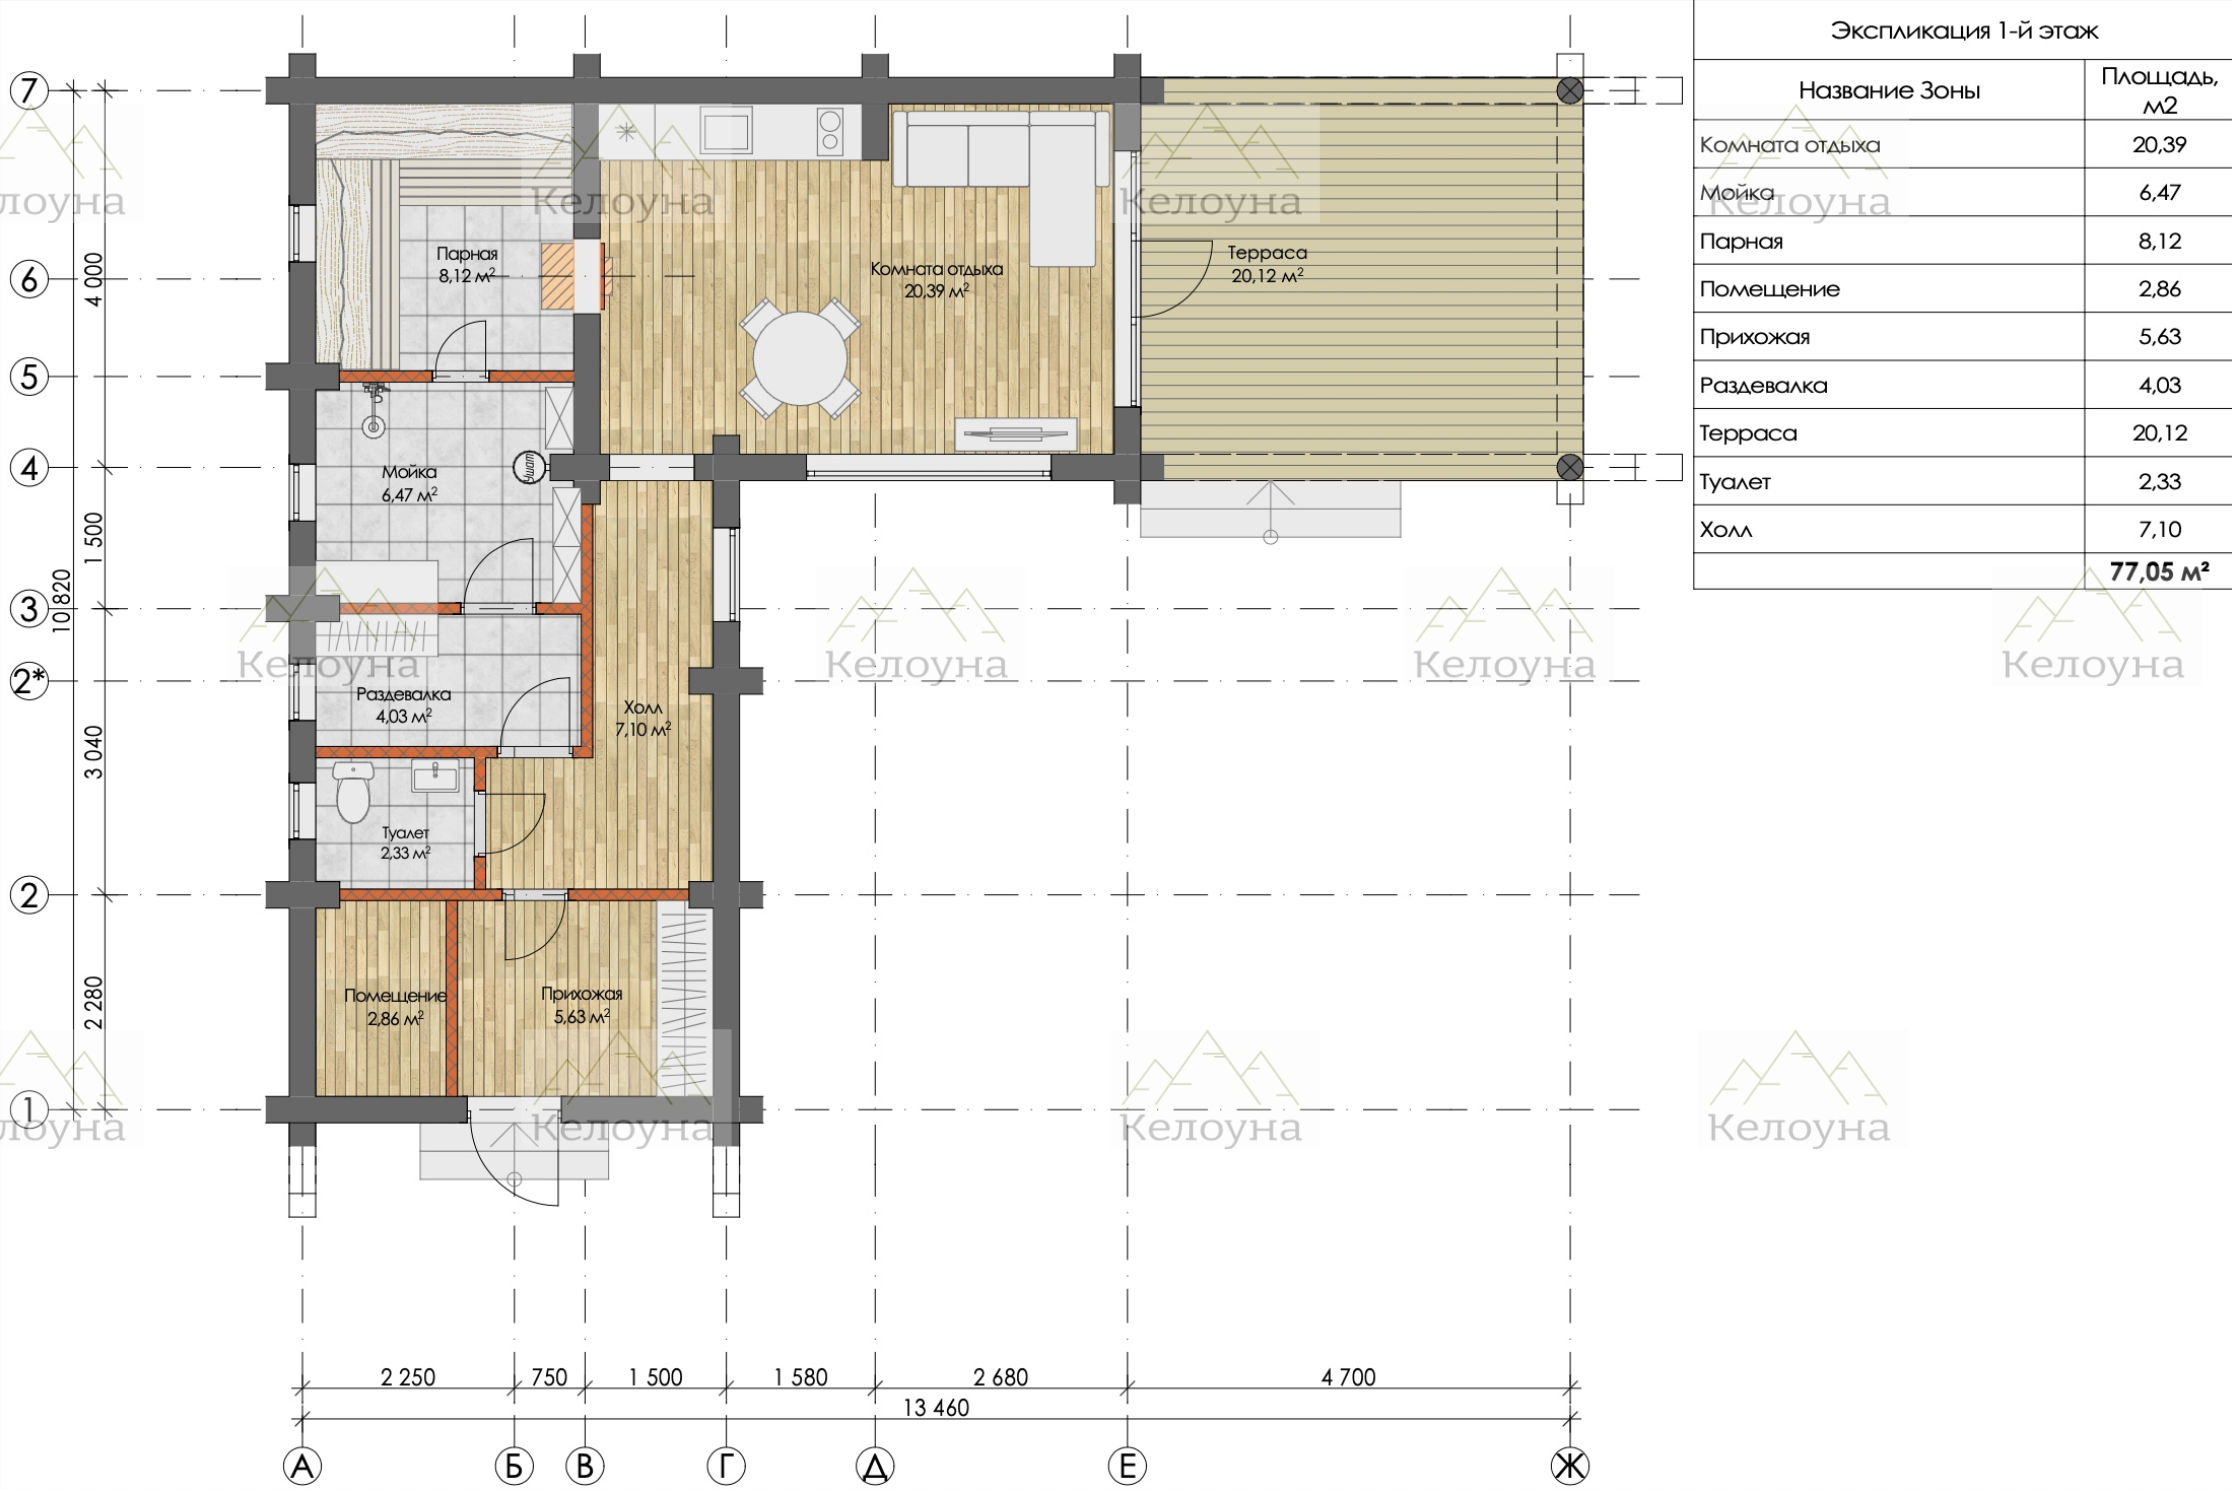 Экспликация 1-й этаж
Название Зоны
Площадь, м2
Комната отдыха 20,39
Мойка 6,47
Парная 8,12
Помещение 2,86
Прихожая 5,63
Раздевалка 4,03
Терраса 20,12
Туалет 2,33
Холл 7,10
77,05 м²
7
6
5
4
3
2*
2
1
4 000
1 500
3 040
2 280
10 820
Парная
8,12 м²
Комната отдыха
20,39 м²
Терраса
20,12 м²
Мойка
6,47 м²
Ушат
Раздевалка
4,03 м²
Холл
7,10 м²
Туалет
2,33 м²
Помещение
2,86 м²
Прихожая
5,63 м²
2 250
750
1 500
1 580
2 680
4 700
13 460
А
Б
В
Г
Д
Е
Ж
лоуна
Келоуна
Келоуна
Келоуна
Келоуна
Келоуна
Келоуна
Келоуна
лоуна
Келоуна
Келоуна
Келоуна